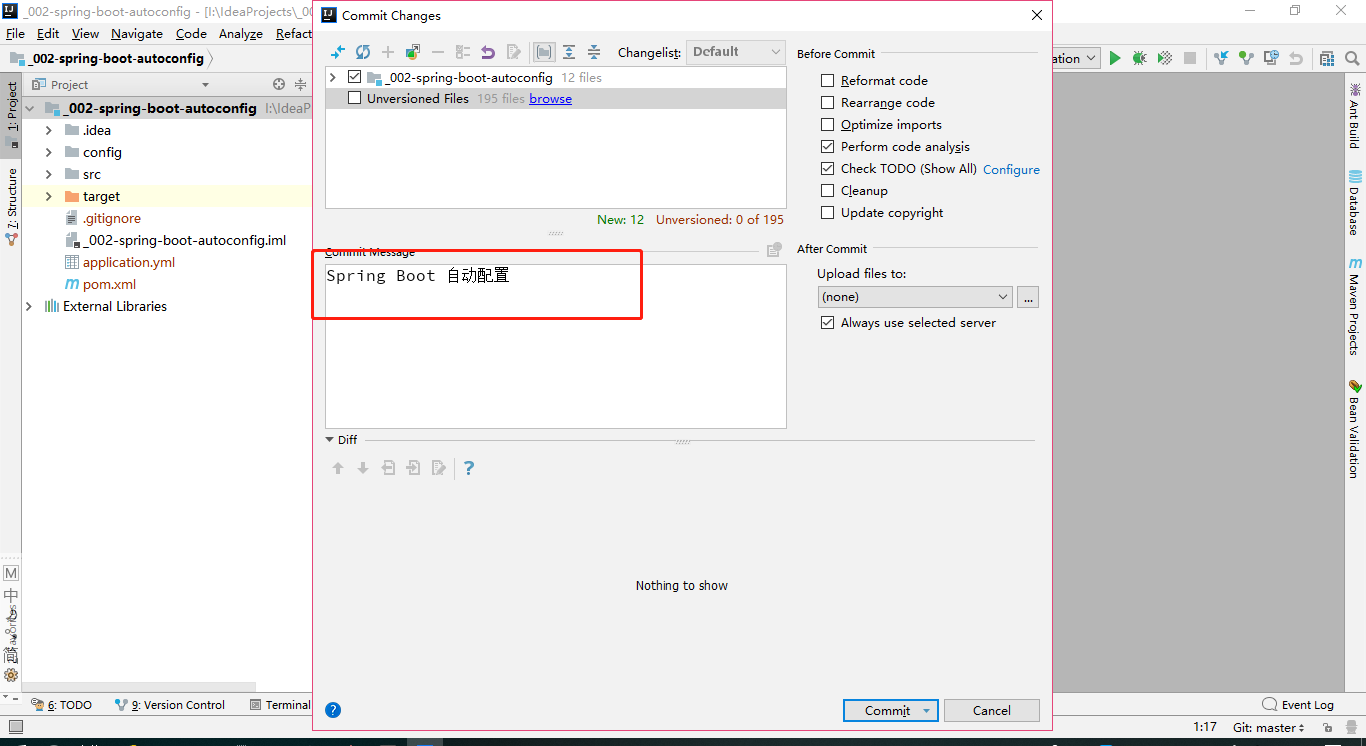 _002-spring-boot-autoconfig - [I:\IdeaProjects\_00
File Edit View Navigate Code Analyze Refact
_002-spring-boot-autoconfig
ation
1: Project
7: Structure
Project
_002-spring-boot-autoconfig I:\IdeaP
.idea
config
src
target
.gitignore
_002-spring-boot-autoconfig.iml
application.yml
pom.xml
External Libraries
Commit Changes
Changelist: Default
_002-spring-boot-autoconfig 12 files
Unversioned Files 195 files browse
New: 12 Unversioned: 0 of 195
Commit Message
Spring Boot 自动配置
Before Commit
Reformat code
Rearrange code
Optimize imports
Perform code analysis
Check TODO (Show All) Configure
Cleanup
Update copyright
After Commit
Upload files to:
(none)
...
Always use selected server
Diff
?
Nothing to show
?
Commit Cancel
Ant Build
Database
Maven Projects
Bean Validation
M
中
简
6: TODO 9: Version Control Terminal
Event Log
1:17 Git: master